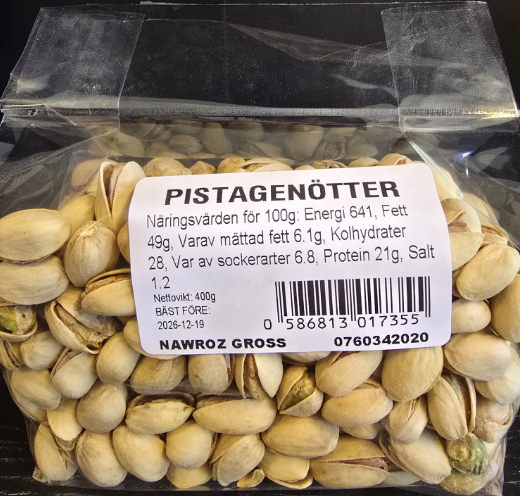 PISTAGENÖTTER
Näringsvärden för 100g: Energi 641, Fett
49g, Varav mättad fett 6.1g, Kolhydrater
28, Var av sockerarter 6.8, Protein 21g, Salt
1.2
Nettovikt: 400g
BÄST FÖRE:
2026-12-19
0 586813 017355
NAWROZ GROSS 0760342020